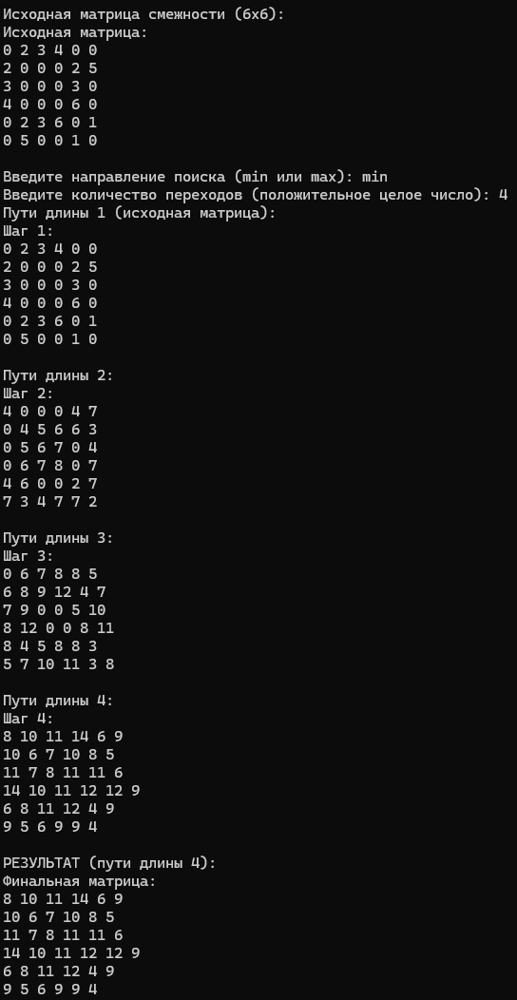 Исходная матрица смежности (6x6):
Исходная матрица:
0 2 3 4 0 0
2 0 0 0 2 5
3 0 0 0 3 0
4 0 0 0 6 0
0 2 3 6 0 1
0 5 0 0 1 0
Введите направление поиска (min или max): min
Введите количество переходов (положительное целое число): 4
Пути длины 1 (исходная матрица):
Шаг 1:
0 2 3 4 0 0
2 0 0 0 2 5
3 0 0 0 3 0
4 0 0 0 6 0
0 2 3 6 0 1
0 5 0 0 1 0
Пути длины 2:
Шаг 2:
4 0 0 0 4 7
0 4 5 6 6 3
0 5 6 7 0 4
0 6 7 8 0 7
4 6 0 0 2 7
7 3 4 7 7 2
Пути длины 3:
Шаг 3:
0 6 7 8 8 5
6 8 9 12 4 7
7 9 0 0 5 10
8 12 0 0 8 11
8 4 5 8 8 3
5 7 10 11 3 8
Пути длины 4:
Шаг 4:
8 10 11 14 6 9
10 6 7 10 8 5
11 7 8 11 11 6
14 10 11 12 12 9
6 8 11 12 4 9
9 5 6 9 9 4
РЕЗУЛЬТАТ (пути длины 4):
Финальная матрица:
8 10 11 14 6 9
10 6 7 10 8 5
11 7 8 11 11 6
14 10 11 12 12 9
6 8 11 12 4 9
9 5 6 9 9 4